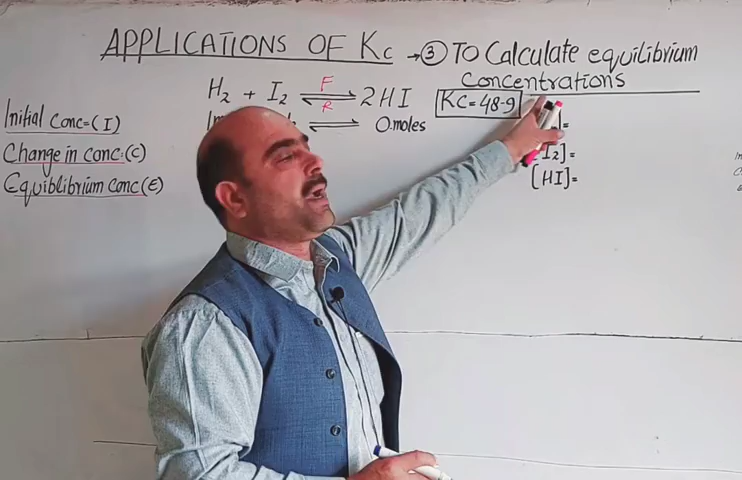 APPLICATIONS OF Kc → ③ TO Calculate equilibrium
Concentrations
H2 + I2 F R 2HI
Kc = 48.9
Initial Conc=(I)
0.moles
Change in conc:(C)
I2]=
Equiblibrium Conc(E)
[HI]=